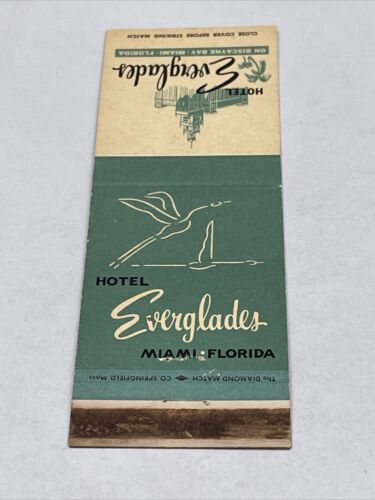 CLOSE COVER BEFORE STRIKING MATCH
ON BISCAYNE BAY - MIAMI - FLORIDA
HOTEL
Everglades
HOTEL
Everglades
MIAMI • FLORIDA
The DIAMOND MATCH CO. SPRINGFIELD, Mass